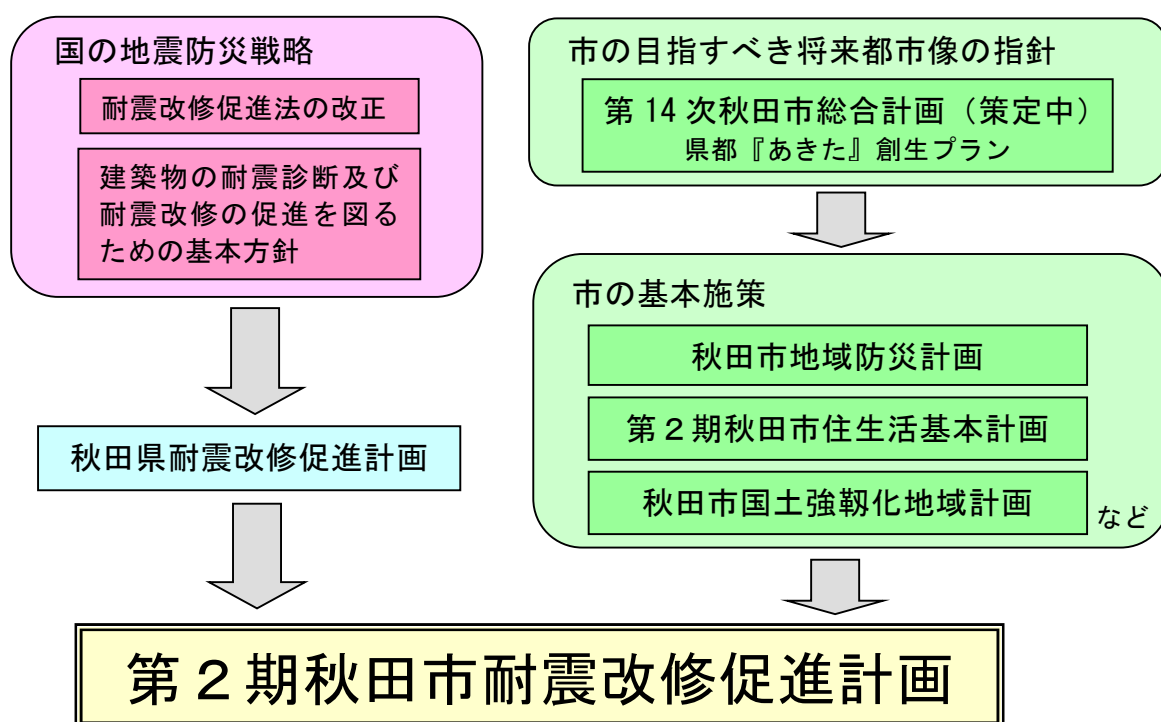 国の地震防災戦略
耐震改修促進法の改正
建築物の耐震診断及び
耐震改修の促進を図る
ための基本方針
秋田県耐震改修促進計画
市の目指すべき将来都市像の指針
第14次秋田市総合計画（策定中）
県都『あきた』創生プラン
市の基本施策
秋田市地域防災計画
第２期秋田市住生活基本計画
秋田市国土強靱化地域計画
など
第２期秋田市耐震改修促進計画